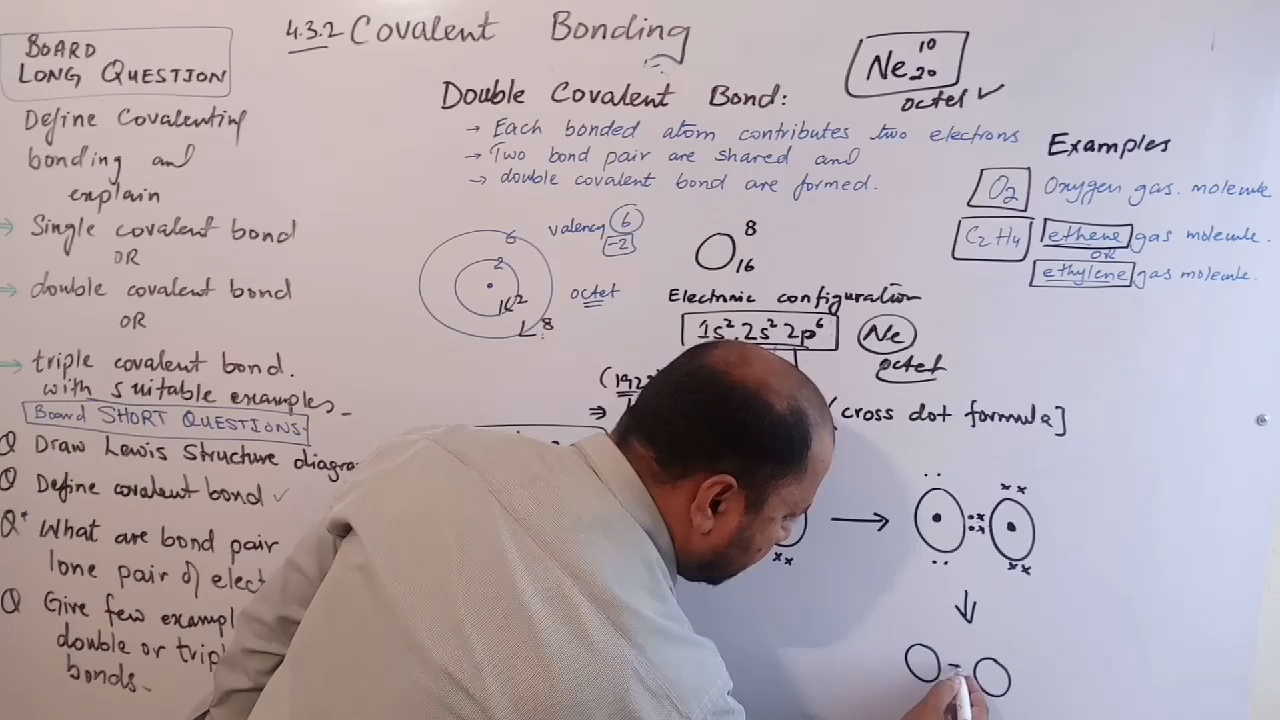 4.3.2 Covalent Bonding
BOARD
LONG QUESTION
Define Covalenting
bonding and
explain
⇒ Single covalent bond
OR
⇒ double covalent bond
OR
⇒ triple covalent bond.
with suitable examples-
Board SHORT QUESTIONS
Q Draw Lewis Structure diagra
Q Define covalent bond ✓
Q* What are bond pair
lone pair of elect
Q Give few exampl
double or trip
bonds-
Double Covalent Bond:
→ Each bonded atom contributes two electrons
→ Two bond pair are shared and
→ double covalent bond are formed.
Ne 10 20
octet ✓
Examples
O2 Oxygen gas molecule
C2H4 ethene gas molecule.
OR
ethylene gas molecule.
6
2
8
valency 6
-2
octet
O 8 16
Electronic configuration
1s² 2s² 2p⁶ Ne
octet
(192
⇒
(cross dot formula]
→
O = O